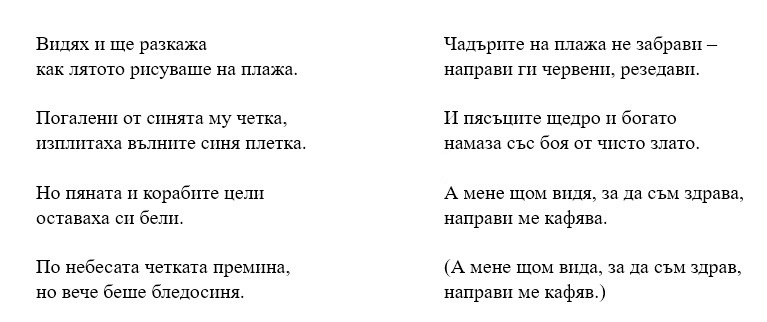 Видях и ще разкажа
как лятото рисуваше на плажа.
Погалени от синята му четка,
изплитаха вълните синя плетка.
Но пяната и корабите цели
оставаха си бели.
По небесата четката премина,
но вече беше бледосиня.
Чадърите на плажа не забрави –
направи ги червени, резедави.
И пясъците щедро и богато
намаза със боя от чисто злато.
А мене щом видя, за да съм здрава,
направи ме кафява.
(А мене щом вида, за да съм здрав,
направи ме кафяв.)